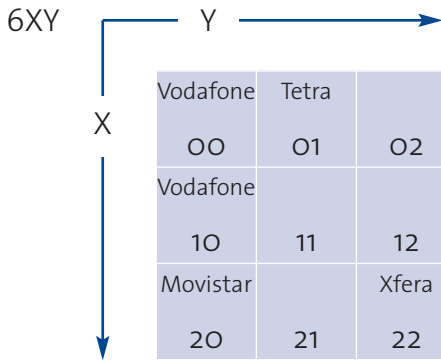 6XY
Y
X
Vodafone Tetra
00 01 02
Vodafone
10 11 12
Movistar Xfera
20 21 22